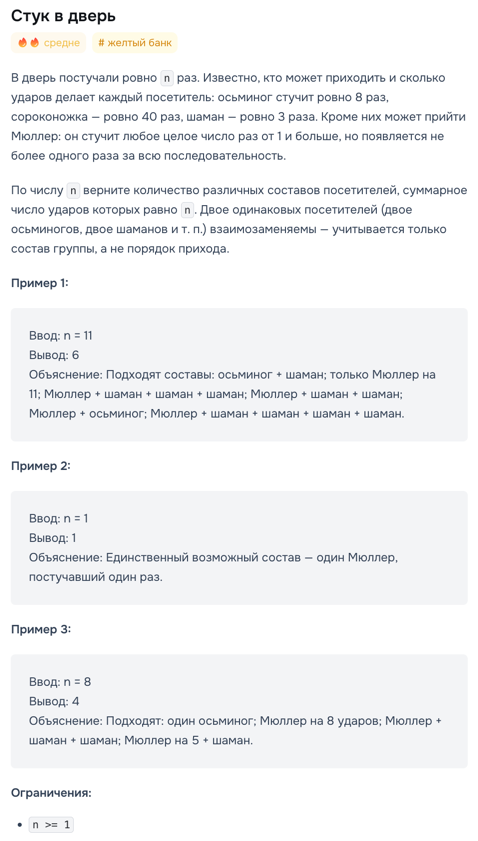 Стук в дверь
средне # желтый банк
В дверь постучали ровно n раз. Известно, кто может приходить и сколько
ударов делает каждый посетитель: осьминог стучит ровно 8 раз,
сороконожка — ровно 40 раз, шаман — ровно 3 раза. Кроме них может прийти
Мюллер: он стучит любое целое число раз от 1 и больше, но появляется не
более одного раза за всю последовательность.
По числу n верните количество различных составов посетителей, суммарное
число ударов которых равно n. Двое одинаковых посетителей (двое
осьминогов, двое шаманов и т. п.) взаимозаменяемы — учитывается только
состав группы, а не порядок прихода.
Пример 1:
Ввод: n = 11
Вывод: 6
Объяснение: Подходят составы: осьминог + шаман; только Мюллер на
11; Мюллер + шаман + шаман + шаман; Мюллер + шаман + шаман;
Мюллер + осьминог; Мюллер + шаман + шаман + шаман + шаман.
Пример 2:
Ввод: n = 1
Вывод: 1
Объяснение: Единственный возможный состав — один Мюллер,
постучавший один раз.
Пример 3:
Ввод: n = 8
Вывод: 4
Объяснение: Подходят: один осьминог; Мюллер на 8 ударов; Мюллер +
шаман + шаман; Мюллер на 5 + шаман.
Ограничения:
• n >= 1